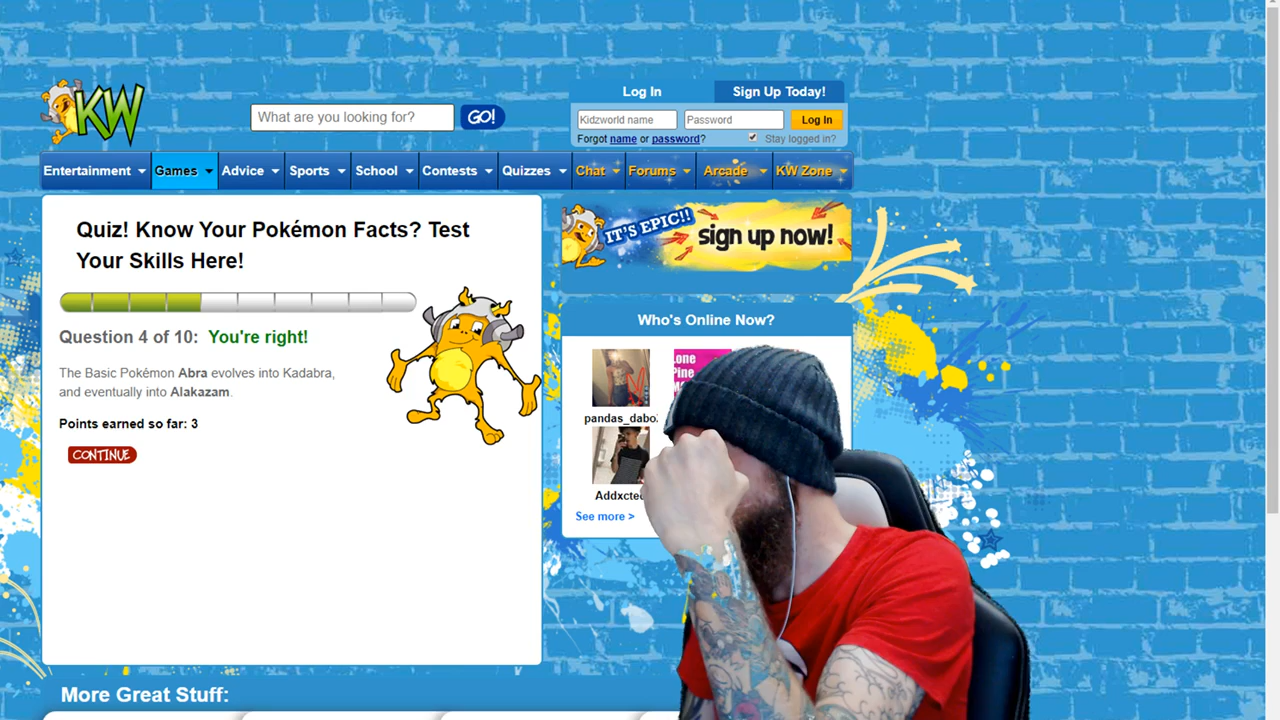 KW
What are you looking for?
GO!
Log In
Sign Up Today!
Kidzworld name
Password
Log In
Forgot name or password?
Stay logged in?
Entertainment
Games
Advice
Sports
School
Contests
Quizzes
Chat
Forums
Arcade
KW Zone
Quiz! Know Your Pokémon Facts? Test
Your Skills Here!
Question 4 of 10: You're right!
The Basic Pokémon Abra evolves into Kadabra,
and eventually into Alakazam.
Points earned so far: 3
CONTINUE
IT'S EPIC!!
sign up now!
Who's Online Now?
Lone
Pine
pandas_dabo
Addxcted
See more >
More Great Stuff: